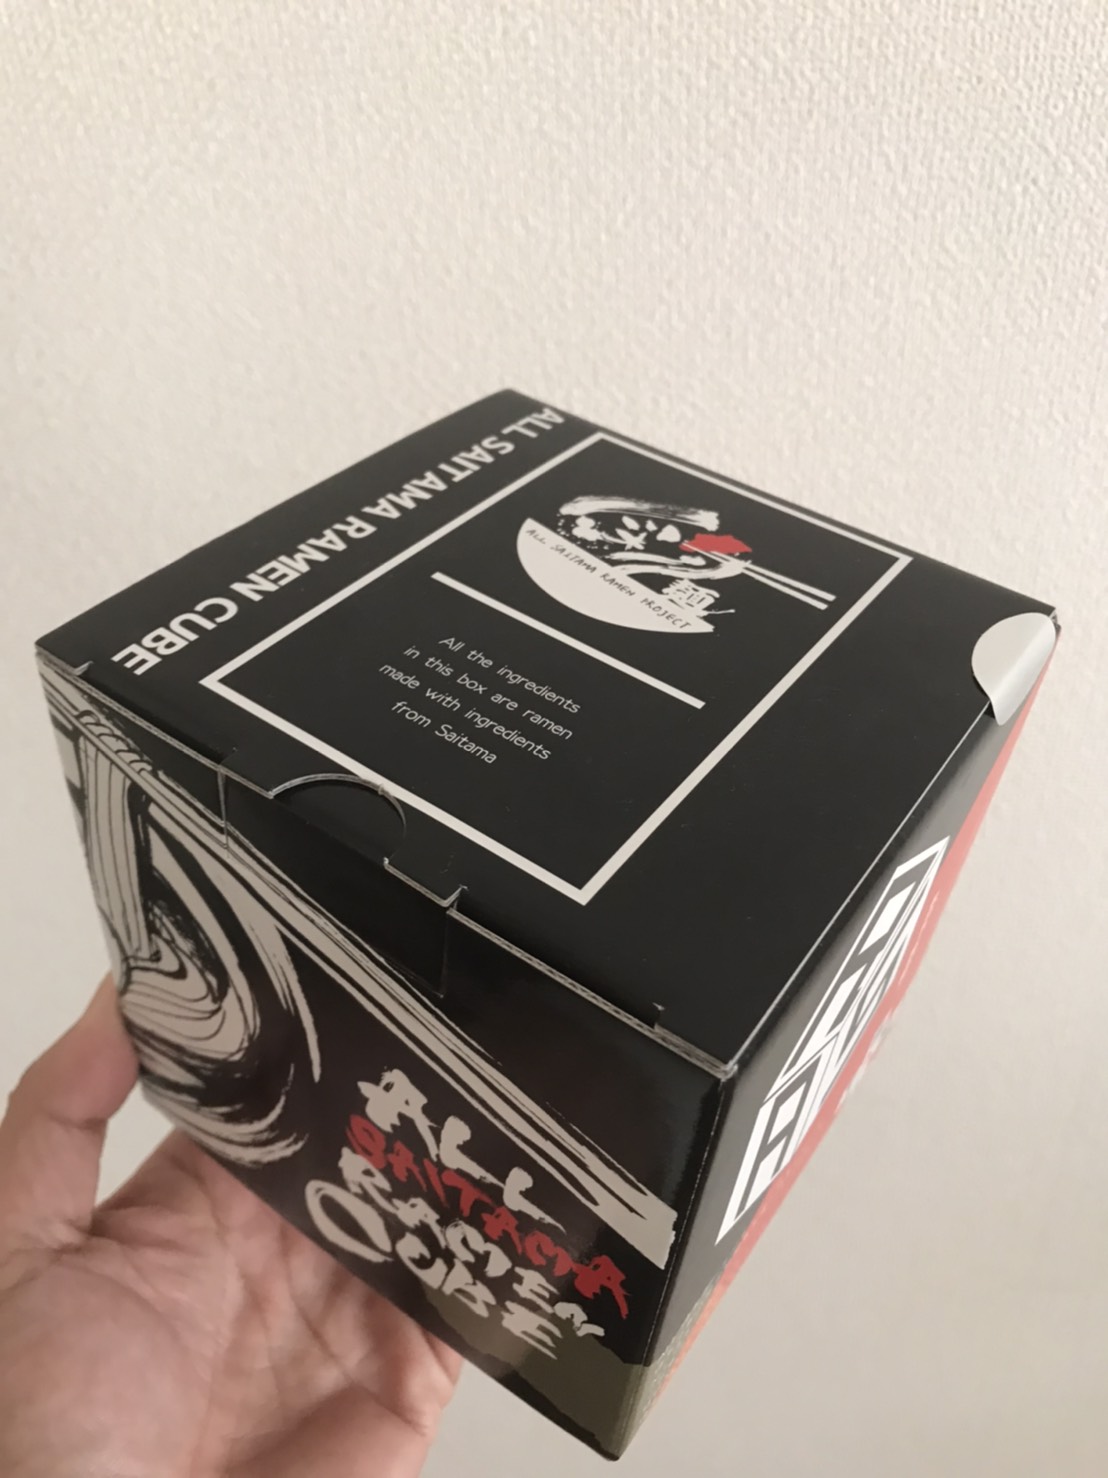 ALL SAITAMA RAMEN CUBE
ALL SAITAMA RAMEN PROJECT
麺
All the ingredients
in this box are ramen
made with ingredients
from Saitama
ALL
SAITAMA
RAMEN
CUBE